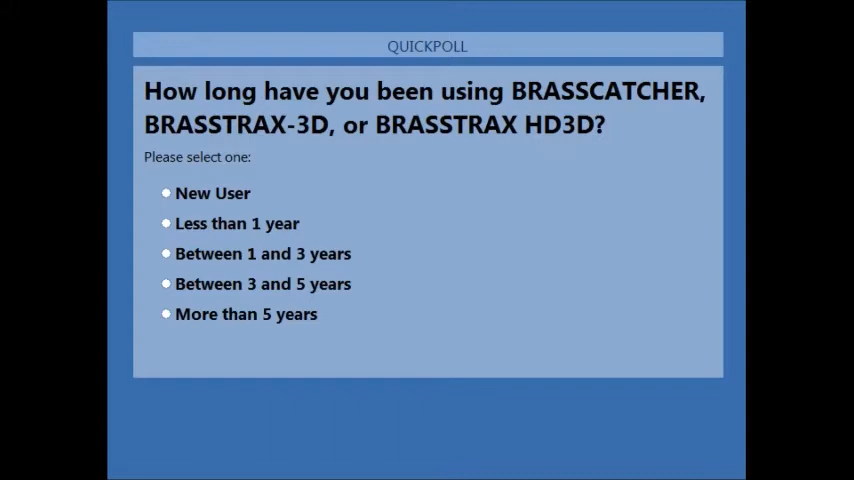 QUICKPOLL
How long have you been using BRASSCATCHER,
BRASSTRAX-3D, or BRASSTRAX HD3D?
Please select one:
New User
Less than 1 year
Between 1 and 3 years
Between 3 and 5 years
More than 5 years